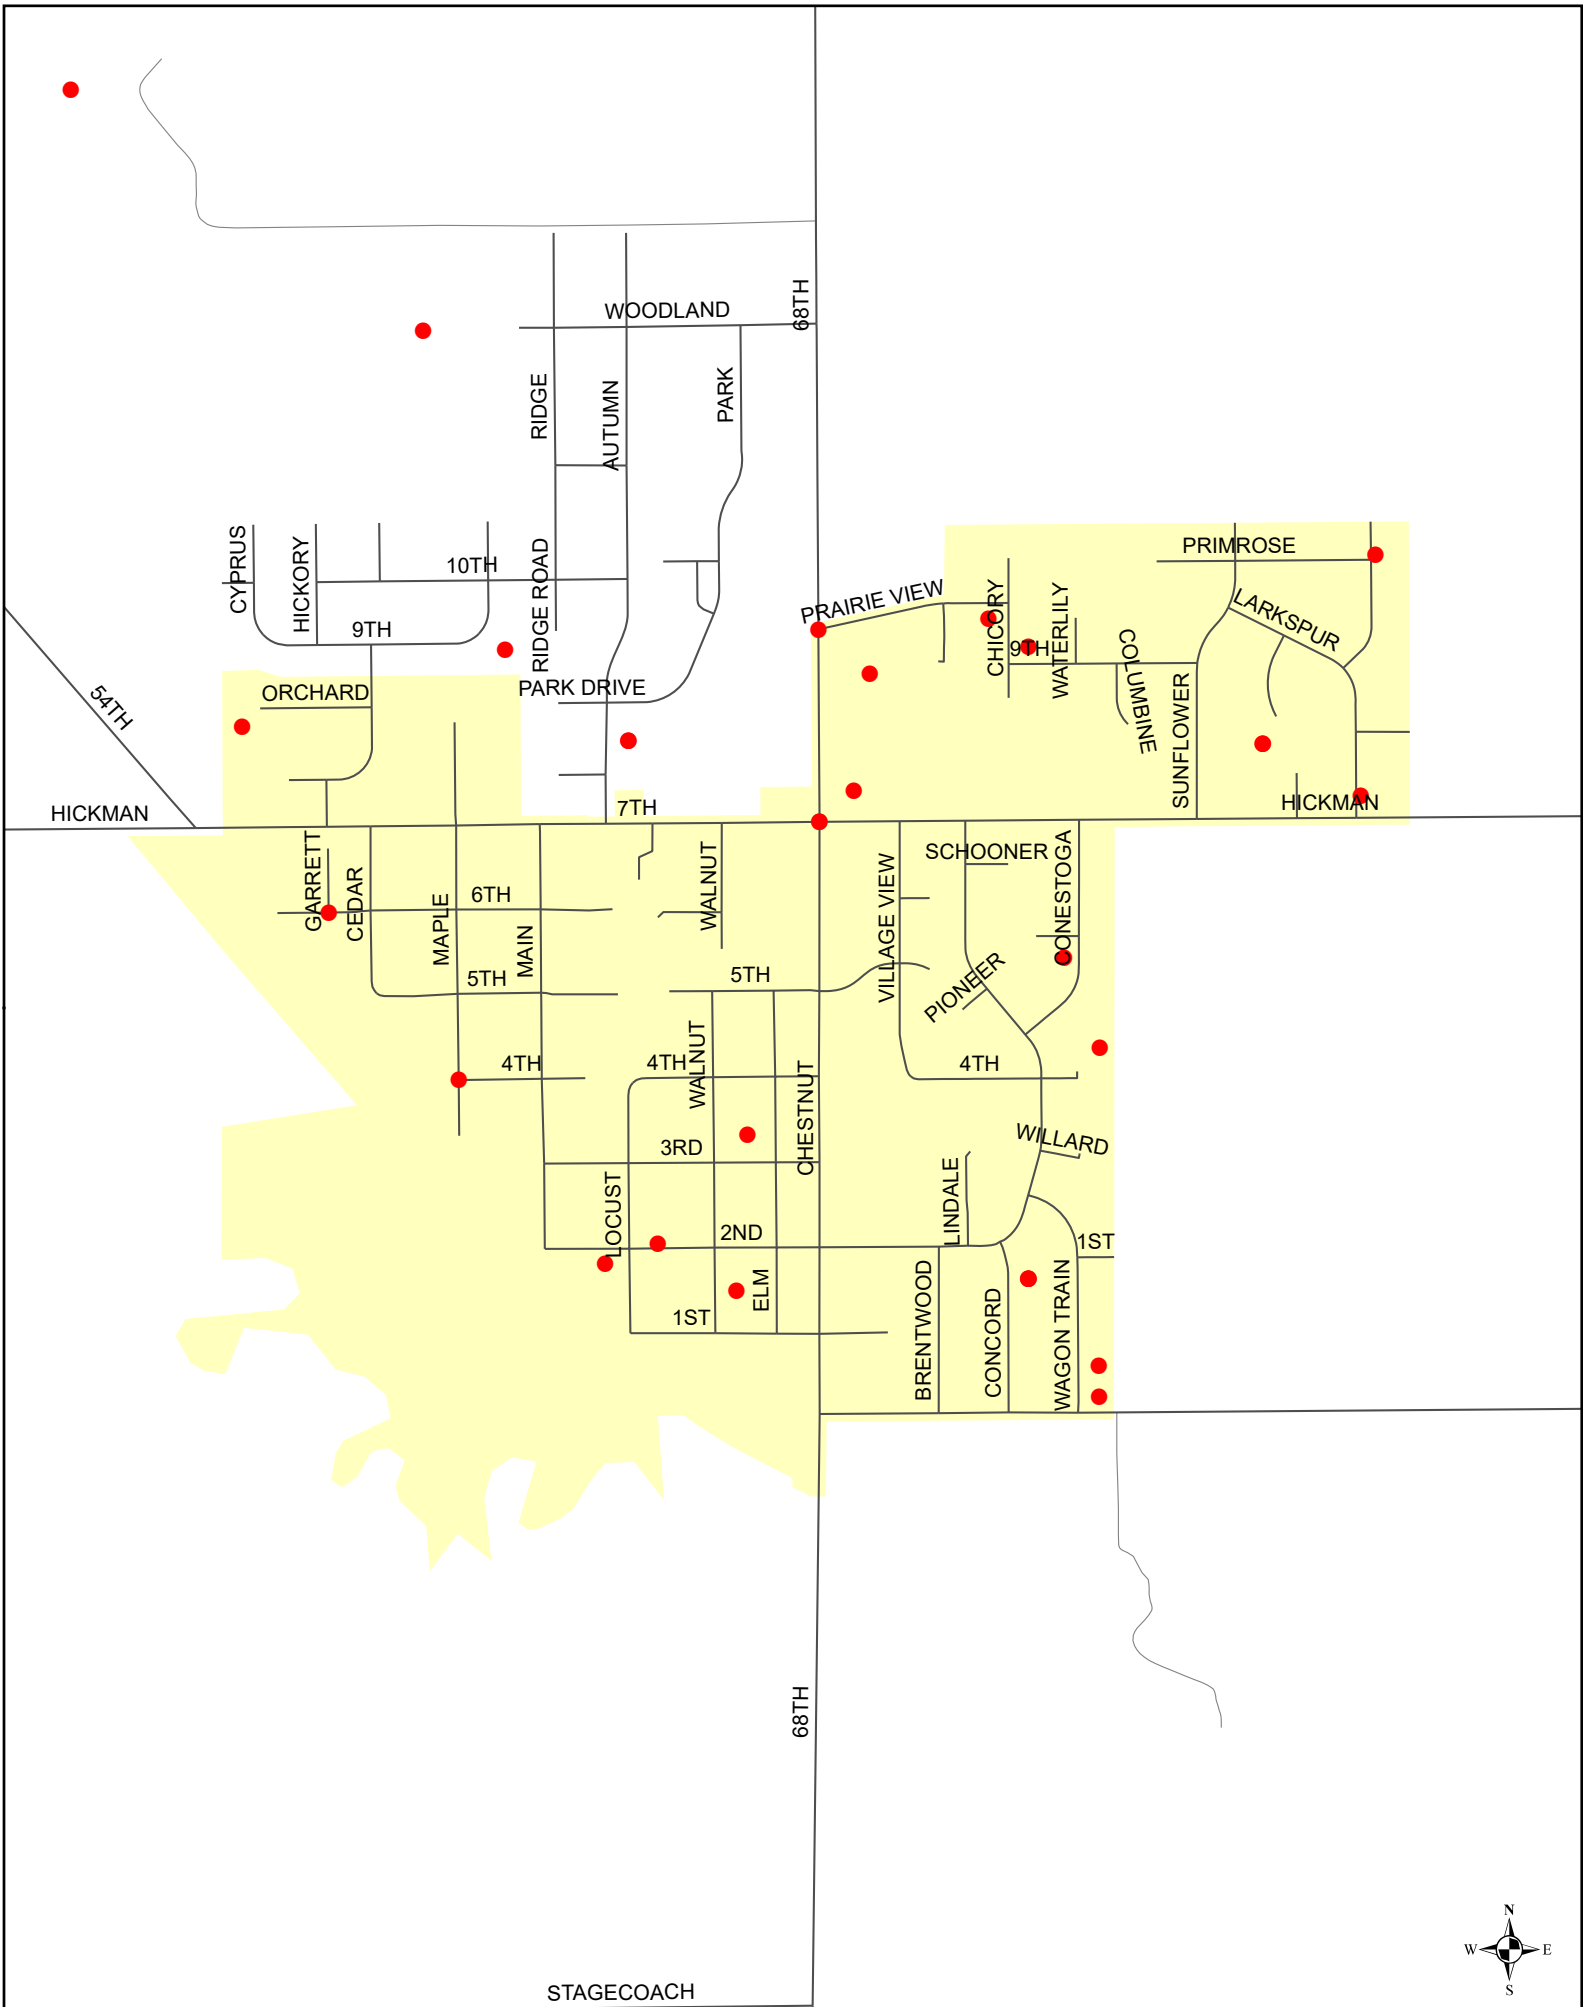 68TH
WOODLAND
RIDGE
AUTUMN
PARK
CYPRUS
HICKORY
10TH
RIDGE ROAD
9TH
PRIMROSE
PRAIRIE VIEW
CHICORY
WATERLILY
LARKSPUR
9TH
COLUMBINE
SUNFLOWER
54TH
ORCHARD
PARK DRIVE
HICKMAN
7TH
HICKMAN
GARRETT
CEDAR
MAPLE
6TH
MAIN
WALNUT
VILLAGE VIEW
SCHOONER
CONESTOGA
5TH
5TH
PIONEER
4TH
4TH
WALNUT
CHESTNUT
4TH
3RD
WILLARD
LOCUST
2ND
LINDALE
1ST
ELM
1ST
BRENTWOOD
CONCORD
WAGON TRAIN
68TH
STAGECOACH
N
W
E
S